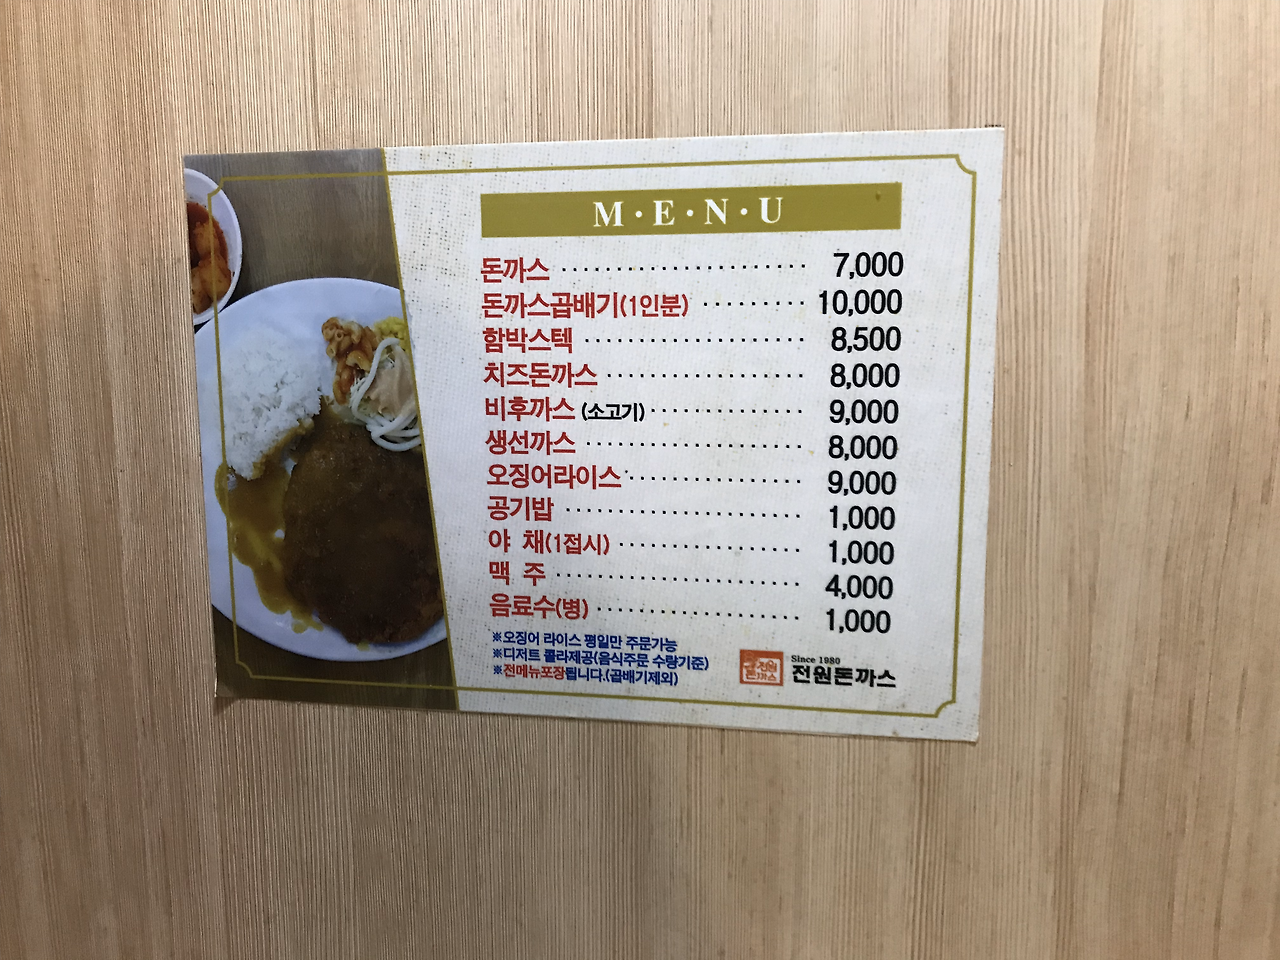 M·E·N·U
돈까스 7,000
돈까스곱배기(1인분) 10,000
함박스텍 8,500
치즈돈까스 8,000
비후까스 (소고기) 9,000
생선까스 8,000
오징어라이스 9,000
공기밥 1,000
야 채(1접시) 1,000
맥 주 4,000
음료수(병) 1,000
※오징어 라이스 평일만 주문가능
※디저트 콜라제공(음식주문 수량기준)
※전메뉴포장됩니다.(곱배기제외)
전원
돈까스
Since 1980
전원돈까스